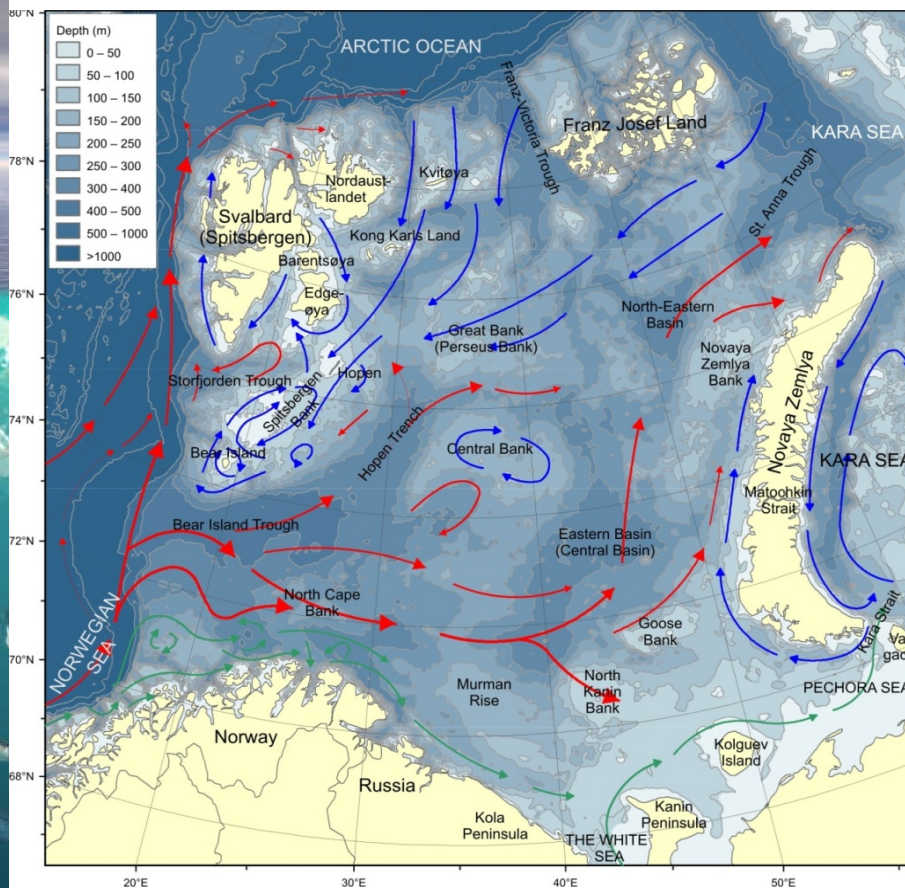 80°N
Depth (m)
0 – 50
50 – 100
100 – 150
150 – 200
200 – 250
250 – 300
300 – 400
400 – 500
500 – 1000
>1000
ARCTIC OCEAN
Franz-Victoria Trough
Franz Josef Land
KARA SEA
78°N
Nordaust-
landet
Kvitøya
Svalbard
(Spitsbergen)
Kong Karls Land
St. Anna Trough
Barentsøya
76°N
Edge-
øya
North-Eastern
Basin
Great Bank
(Perseus Bank)
Novaya
Zemlya
Bank
Storfjorden Trough
Hopen
Spitsbergen
Bank
Novaya Zemlya
74°N
Hopen Trench
Bear Island
Central Bank
KARA SEA
Matochkin
Strait
72°N
Bear Island Trough
Eastern Basin
(Central Basin)
North Cape
Bank
Goose
Bank
Kara Strait
NORWEGIAN
SEA
70°N
Va
gac
Murman
Rise
North
Kanin
Bank
PECHORA SEA
Norway
Kolguev
Island
68°N
Russia
Kola
Peninsula
Kanin
Peninsula
THE WHITE
SEA
20°E
30°E
40°E
50°E